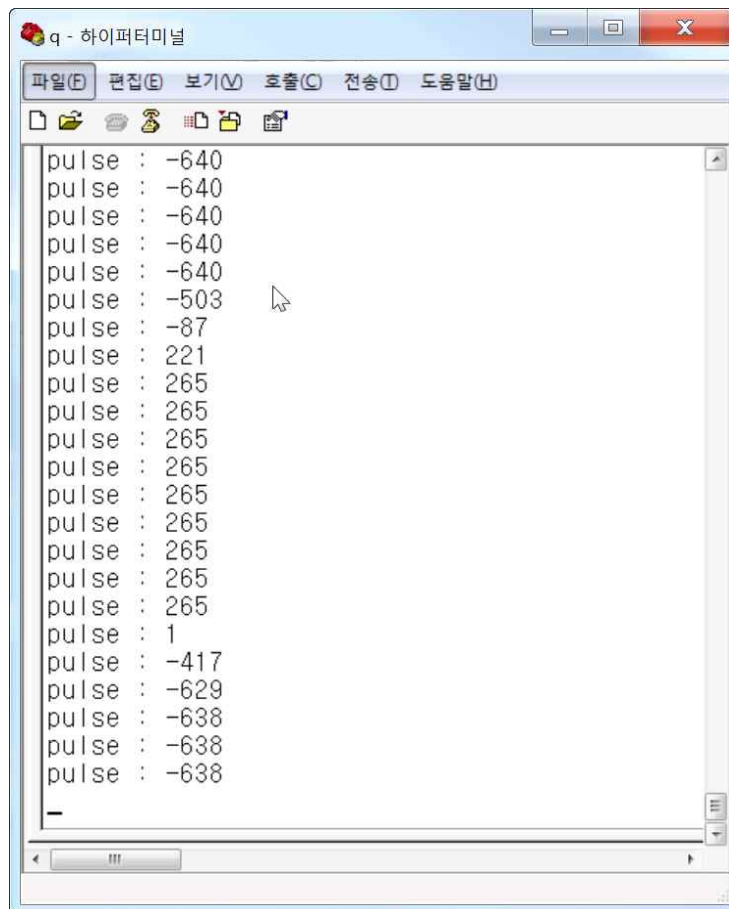 q - 하이퍼터미널
파일(F) 편집(E) 보기(V) 호출(C) 전송(T) 도움말(H)
pulse : -640
pulse : -640
pulse : -640
pulse : -640
pulse : -640
pulse : -503
pulse : -87
pulse : 221
pulse : 265
pulse : 265
pulse : 265
pulse : 265
pulse : 265
pulse : 265
pulse : 265
pulse : 265
pulse : 265
pulse : 1
pulse : -417
pulse : -629
pulse : -638
pulse : -638
pulse : -638